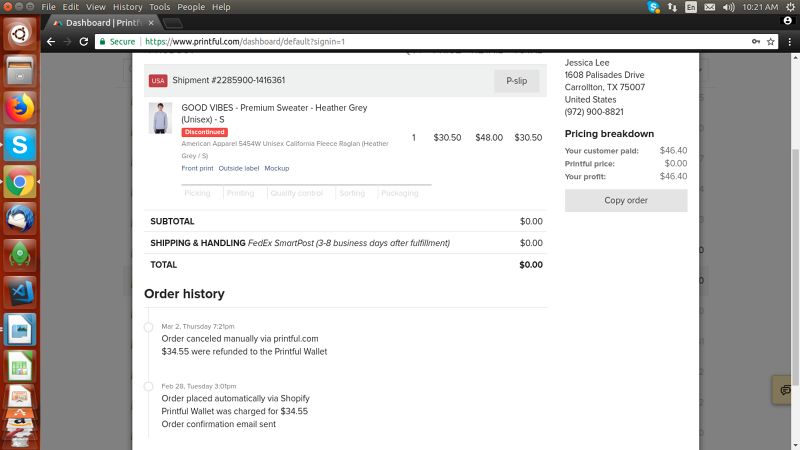 File Edit View History Bookmarks Tools People Help
En
10:21 AM
Dashboard | Printf
Secure https://www.printful.com/dashboard/default?signin=1
USA Shipment #2285900-1416361 P-slip
GOOD VIBES - Premium Sweater - Heather Grey
(Unisex) - S
Discontinued
1 $30.50 $48.00 $30.50
American Apparel 5454W Unisex California Fleece Raglan (Heather
Grey / S)
Front print Outside label Mockup
Picking Printing Quality control Sorting Packaging
SUBTOTAL $0.00
SHIPPING & HANDLING FedEx SmartPost (3-8 business days after fulfillment) $0.00
TOTAL $0.00
Order history
Mar 2, Thursday 7:21pm
Order canceled manually via printful.com
$34.55 were refunded to the Printful Wallet
Feb 28, Tuesday 3:01pm
Order placed automatically via Shopify
Printful Wallet was charged for $34.55
Order confirmation email sent
Jessica Lee
1608 Palisades Drive
Carrollton, TX 75007
United States
(972) 900-8821
Pricing breakdown
Your customer paid: $46.40
Printful price: $0.00
Your profit: $46.40
Copy order